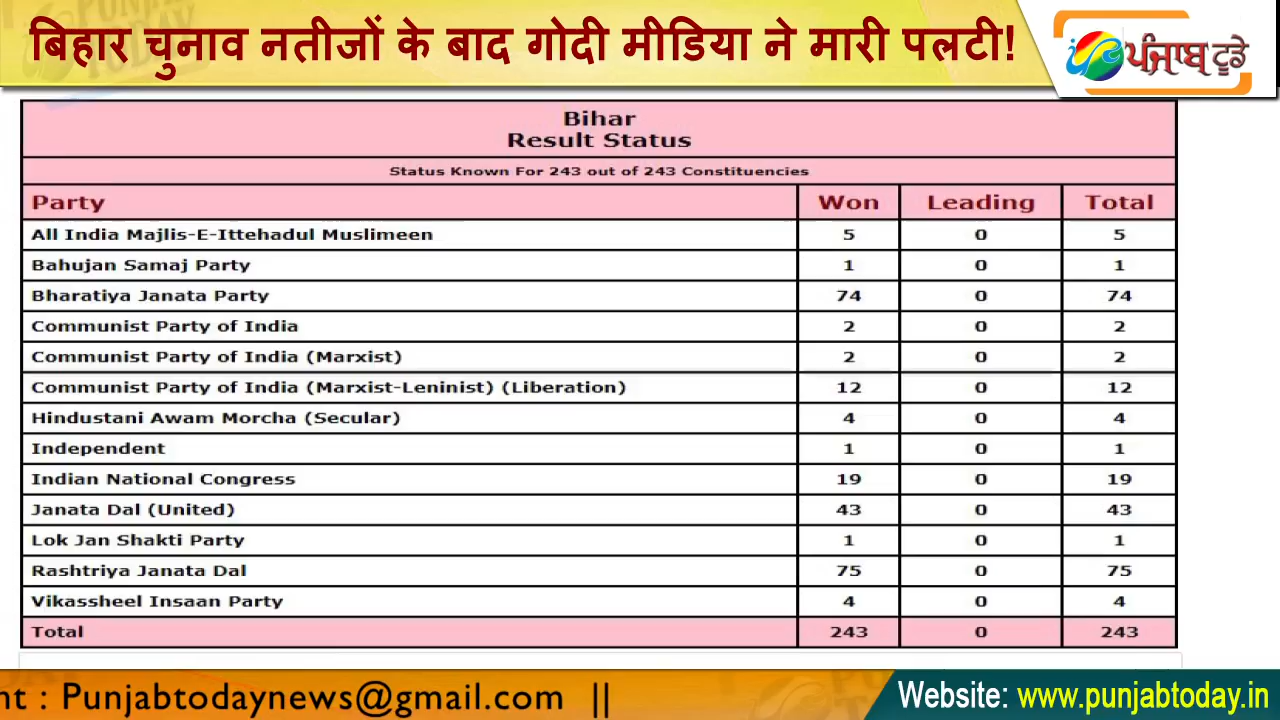 बिहार चुनाव नतीजों के बाद गोदी मीडिया ने मारी पलटी!
ਪੰਜਾਬ ਟੂਡੇ
Bihar
Result Status
Status Known For 243 out of 243 Constituencies
Party Won Leading Total
All India Majlis-E-Ittehadul Muslimeen 5 0 5
Bahujan Samaj Party 1 0 1
Bharatiya Janata Party 74 0 74
Communist Party of India 2 0 2
Communist Party of India (Marxist) 2 0 2
Communist Party of India (Marxist-Leninist) (Liberation) 12 0 12
Hindustani Awam Morcha (Secular) 4 0 4
Independent 1 0 1
Indian National Congress 19 0 19
Janata Dal (United) 43 0 43
Lok Jan Shakti Party 1 0 1
Rashtriya Janata Dal 75 0 75
Vikassheel Insaan Party 4 0 4
Total 243 0 243
nt : Punjabtodaynews@gmail.com || Website: www.punjabtoday.in